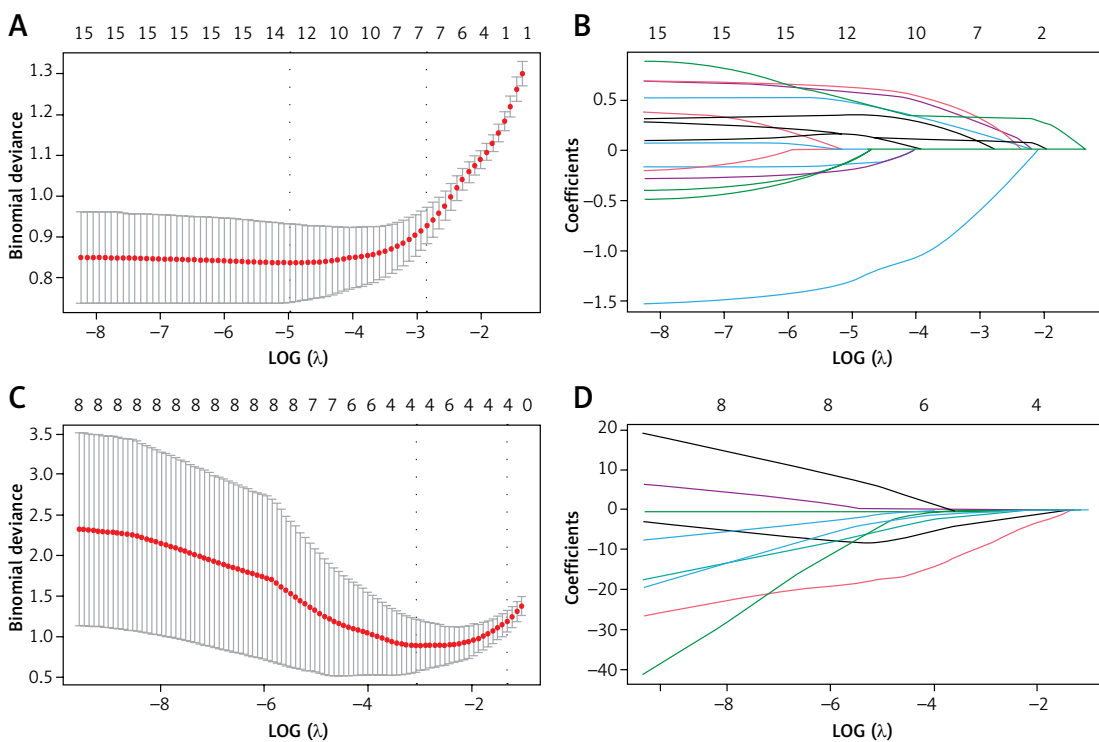 A
15 15 15 15 15 15 14 12 10 10 7 7 7 6 4 1 1
Binomial deviance
1.3
1.2
1.1
1.0
0.9
0.8
−8 −7 −6 −5 −4 −3 −2
LOG (λ)
B
15 15 15 12 10 7 2
Coefficients
0.5
0
−0.5
−1.0
−1.5
−8 −7 −6 −5 −4 −3 −2
LOG (λ)
C
8 8 8 8 8 8 8 8 8 8 8 8 8 7 7 6 6 4 4 4 6 4 4 4 0
Binomial deviance
3.5
3.0
2.5
2.0
1.5
1.0
0.5
−8 −6 −4 −2
LOG (λ)
D
8 8 6 4
Coefficients
20
10
0
−10
−20
−30
−40
−8 −6 −4 −2
LOG (λ)